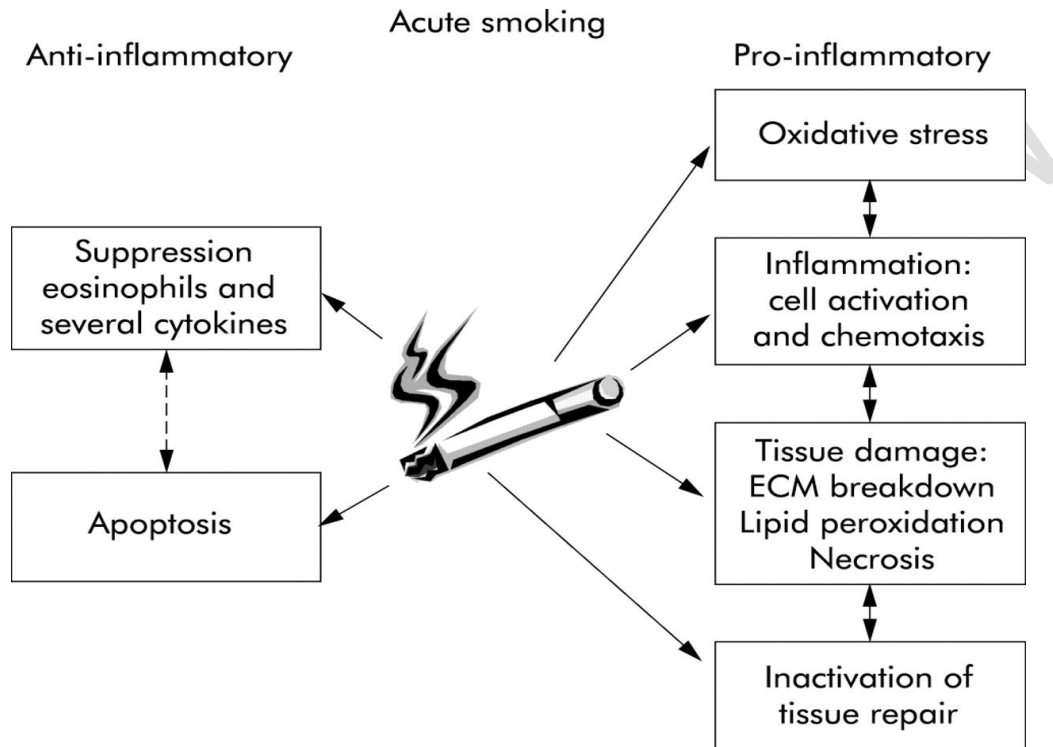 Acute smoking
Anti-inflammatory
Pro-inflammatory
Oxidative stress
Suppression
eosinophils and
several cytokines
Inflammation:
cell activation
and chemotaxis
Apoptosis
Tissue damage:
ECM breakdown
Lipid peroxidation
Necrosis
Inactivation of
tissue repair